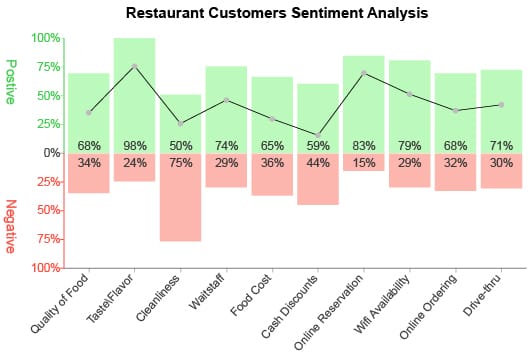 Restaurant Customers Sentiment Analysis
Postive
Negative
100%
75%
50%
25%
0%
25%
50%
75%
100%
68% 98% 50% 74% 65% 59% 83% 79% 68% 71%
34% 24% 75% 29% 36% 44% 15% 29% 32% 30%
Quality of Food
Taste\Flavor
Cleanliness
Waitstaff
Food Cost
Cash Discounts
Online Reservation
Wifi Availability
Online Ordering
Drive-thru